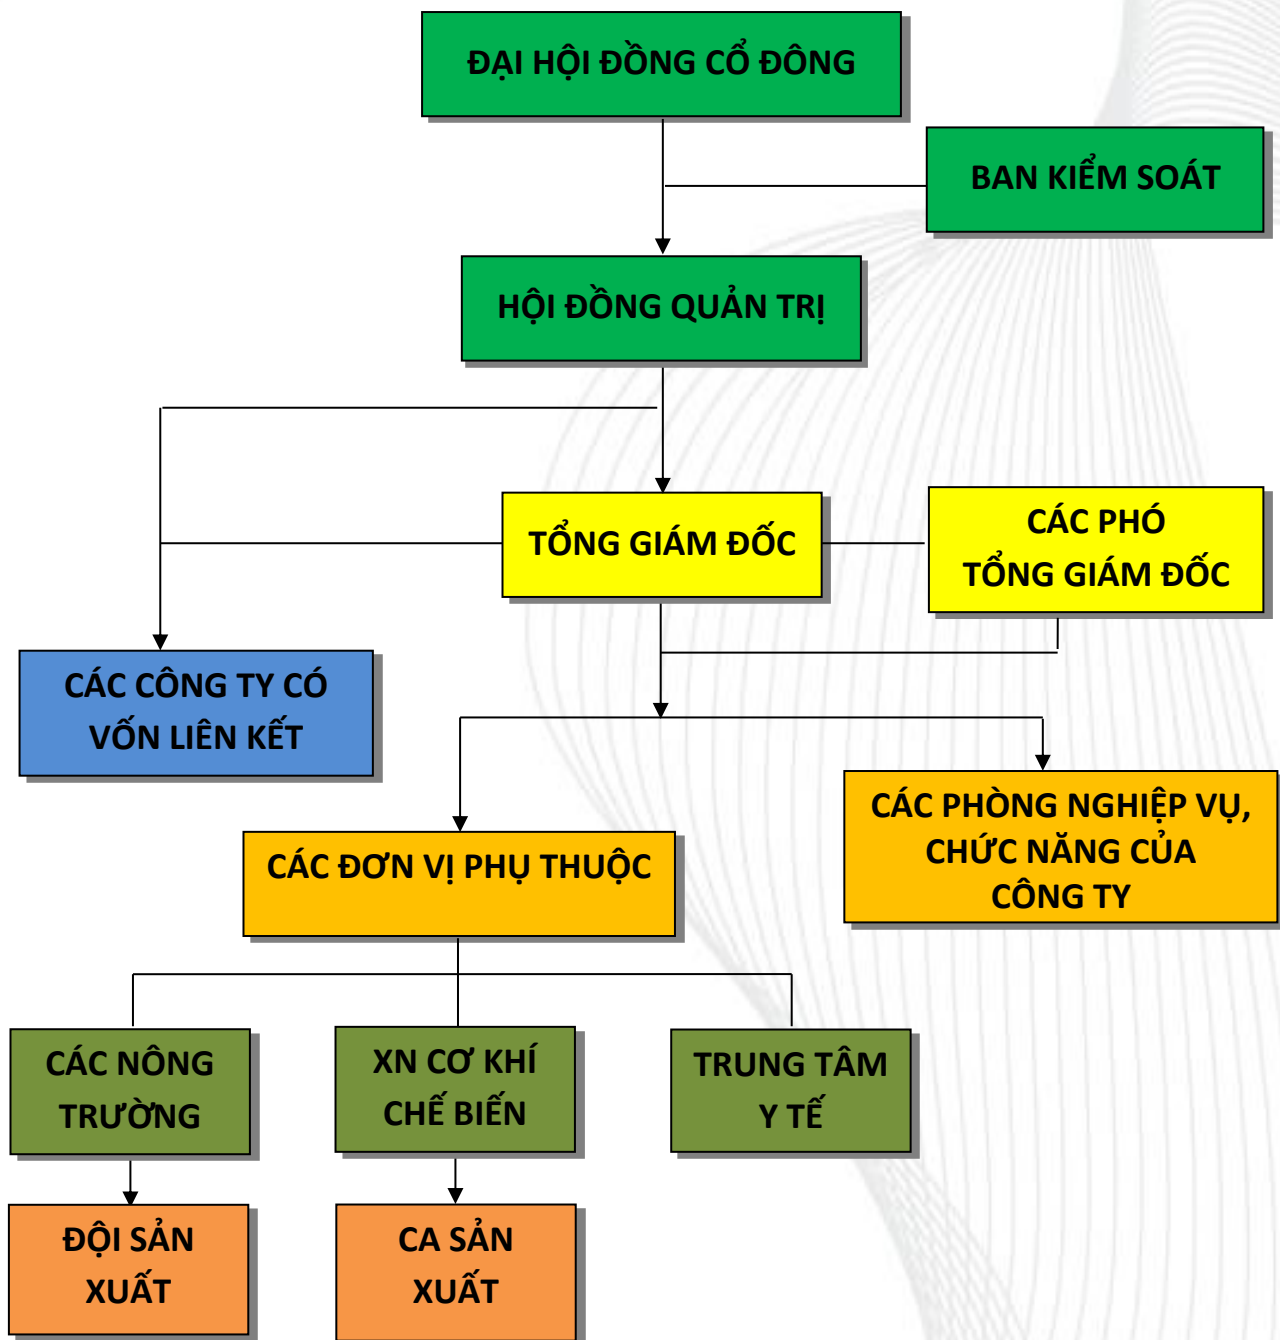 ĐẠI HỘI ĐỒNG CỔ ĐÔNG
BAN KIỂM SOÁT
HỘI ĐỒNG QUẢN TRỊ
TỔNG GIÁM ĐỐC
CÁC PHÓ
TỔNG GIÁM ĐỐC
CÁC CÔNG TY CÓ
VỐN LIÊN KẾT
CÁC PHÒNG NGHIỆP VỤ,
CHỨC NĂNG CỦA
CÔNG TY
CÁC ĐƠN VỊ PHỤ THUỘC
CÁC NÔNG
TRƯỜNG
XN CƠ KHÍ
CHẾ BIẾN
TRUNG TÂM
Y TẾ
ĐỘI SẢN
XUẤT
CA SẢN
XUẤT